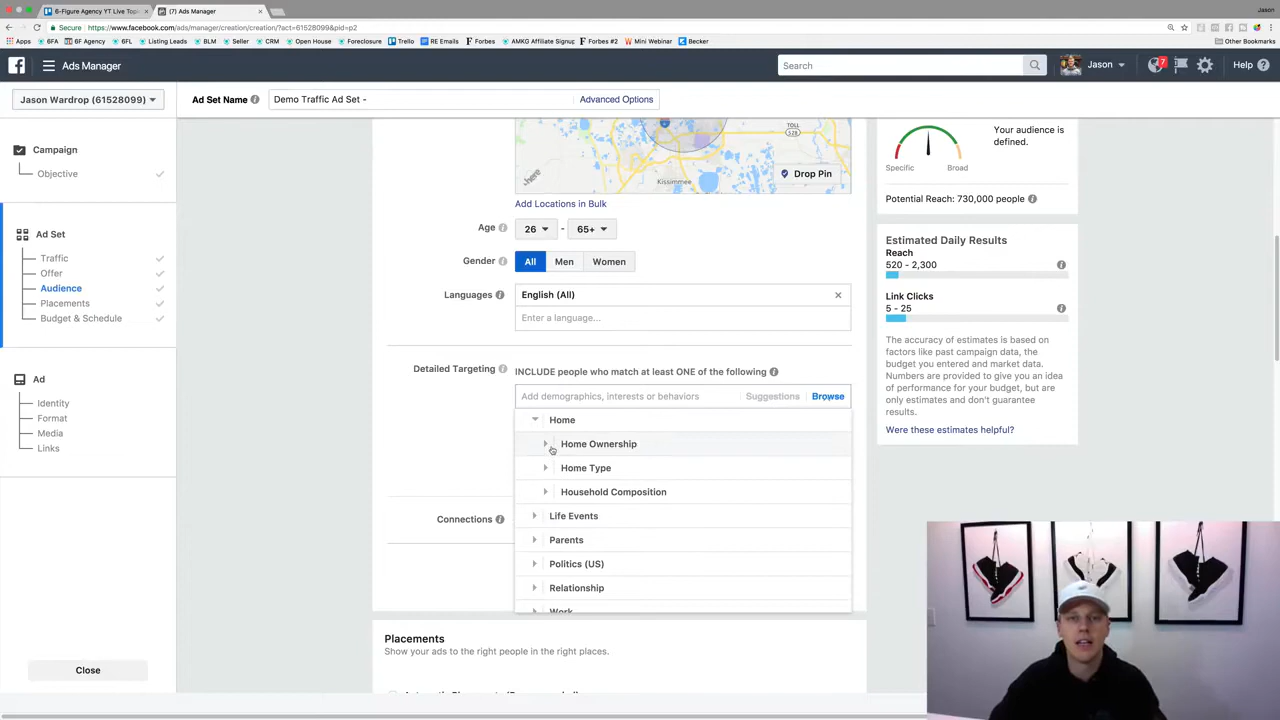 Jason
6-Figure Agency YT Live Topi
(7) Ads Manager
Secure
https://www.facebook.com/ads/manager/creation/creation/?act=61528099&pid=p2
Apps
6FA
6F Agency
6FL
Listing Leads
BLM
Seller
CRM
Open House
Foreclosure
Trello
RE Emails
Forbes
AMKG Affiliate Signup
Forbes #2
Mini Webinar
Becker
Other Bookmarks
Ads Manager
Search
Jason
7
Help
Jason Wardrop (61528099)
Ad Set Name
Demo Traffic Ad Set -
Advanced Options
Campaign
Objective
Ad Set
Traffic
Offer
Audience
Placements
Budget & Schedule
Ad
Identity
Format
Media
Links
Close
TOLL
528
here
Kissimmee
Drop Pin
Add Locations in Bulk
Age
26
-
65+
Gender
All
Men
Women
Languages
English (All)
Enter a language...
Detailed Targeting
INCLUDE people who match at least ONE of the following
Add demographics, interests or behaviors
Suggestions
Browse
Home
Home Ownership
Home Type
Household Composition
Life Events
Parents
Politics (US)
Relationship
Work
Connections
Placements
Show your ads to the right people in the right places.
Specific
Broad
Your audience is
defined.
Potential Reach: 730,000 people
Estimated Daily Results
Reach
520 - 2,300
Link Clicks
5 - 25
The accuracy of estimates is based on
factors like past campaign data, the
budget you entered and market data.
Numbers are provided to give you an idea
of performance for your budget, but are
only estimates and don't guarantee
results.
Were these estimates helpful?